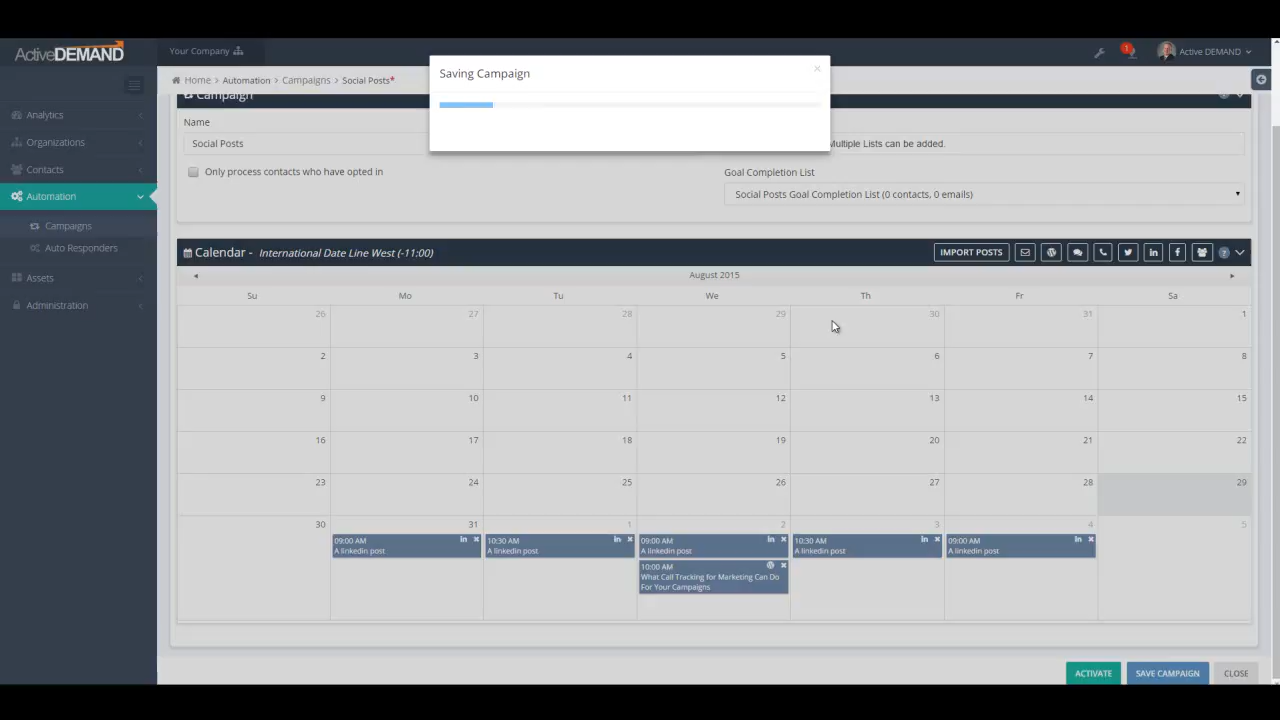 ActiveDEMAND
Your Company
1
Active DEMAND
Saving Campaign
×
Home › Automation › Campaigns › Social Posts*
Analytics
Organizations
Contacts
Automation
Campaigns
Auto Responders
Assets
Administration
Campaign
Name
Social Posts
Multiple Lists can be added.
Only process contacts who have opted in
Goal Completion List
Social Posts Goal Completion List (0 contacts, 0 emails)
Calendar - International Date Line West (-11:00)
IMPORT POSTS
August 2015
Su Mo Tu We Th Fr Sa
26 27 28 29 30 31 1
2 3 4 5 6 7 8
9 10 11 12 13 14 15
16 17 18 19 20 21 22
23 24 25 26 27 28 29
30 31 1 2 3 4 5
09:00 AM
A linkedin post
10:30 AM
A linkedin post
09:00 AM
A linkedin post
10:00 AM
What Call Tracking for Marketing Can Do
For Your Campaigns
10:30 AM
A linkedin post
09:00 AM
A linkedin post
ACTIVATE
SAVE CAMPAIGN
CLOSE